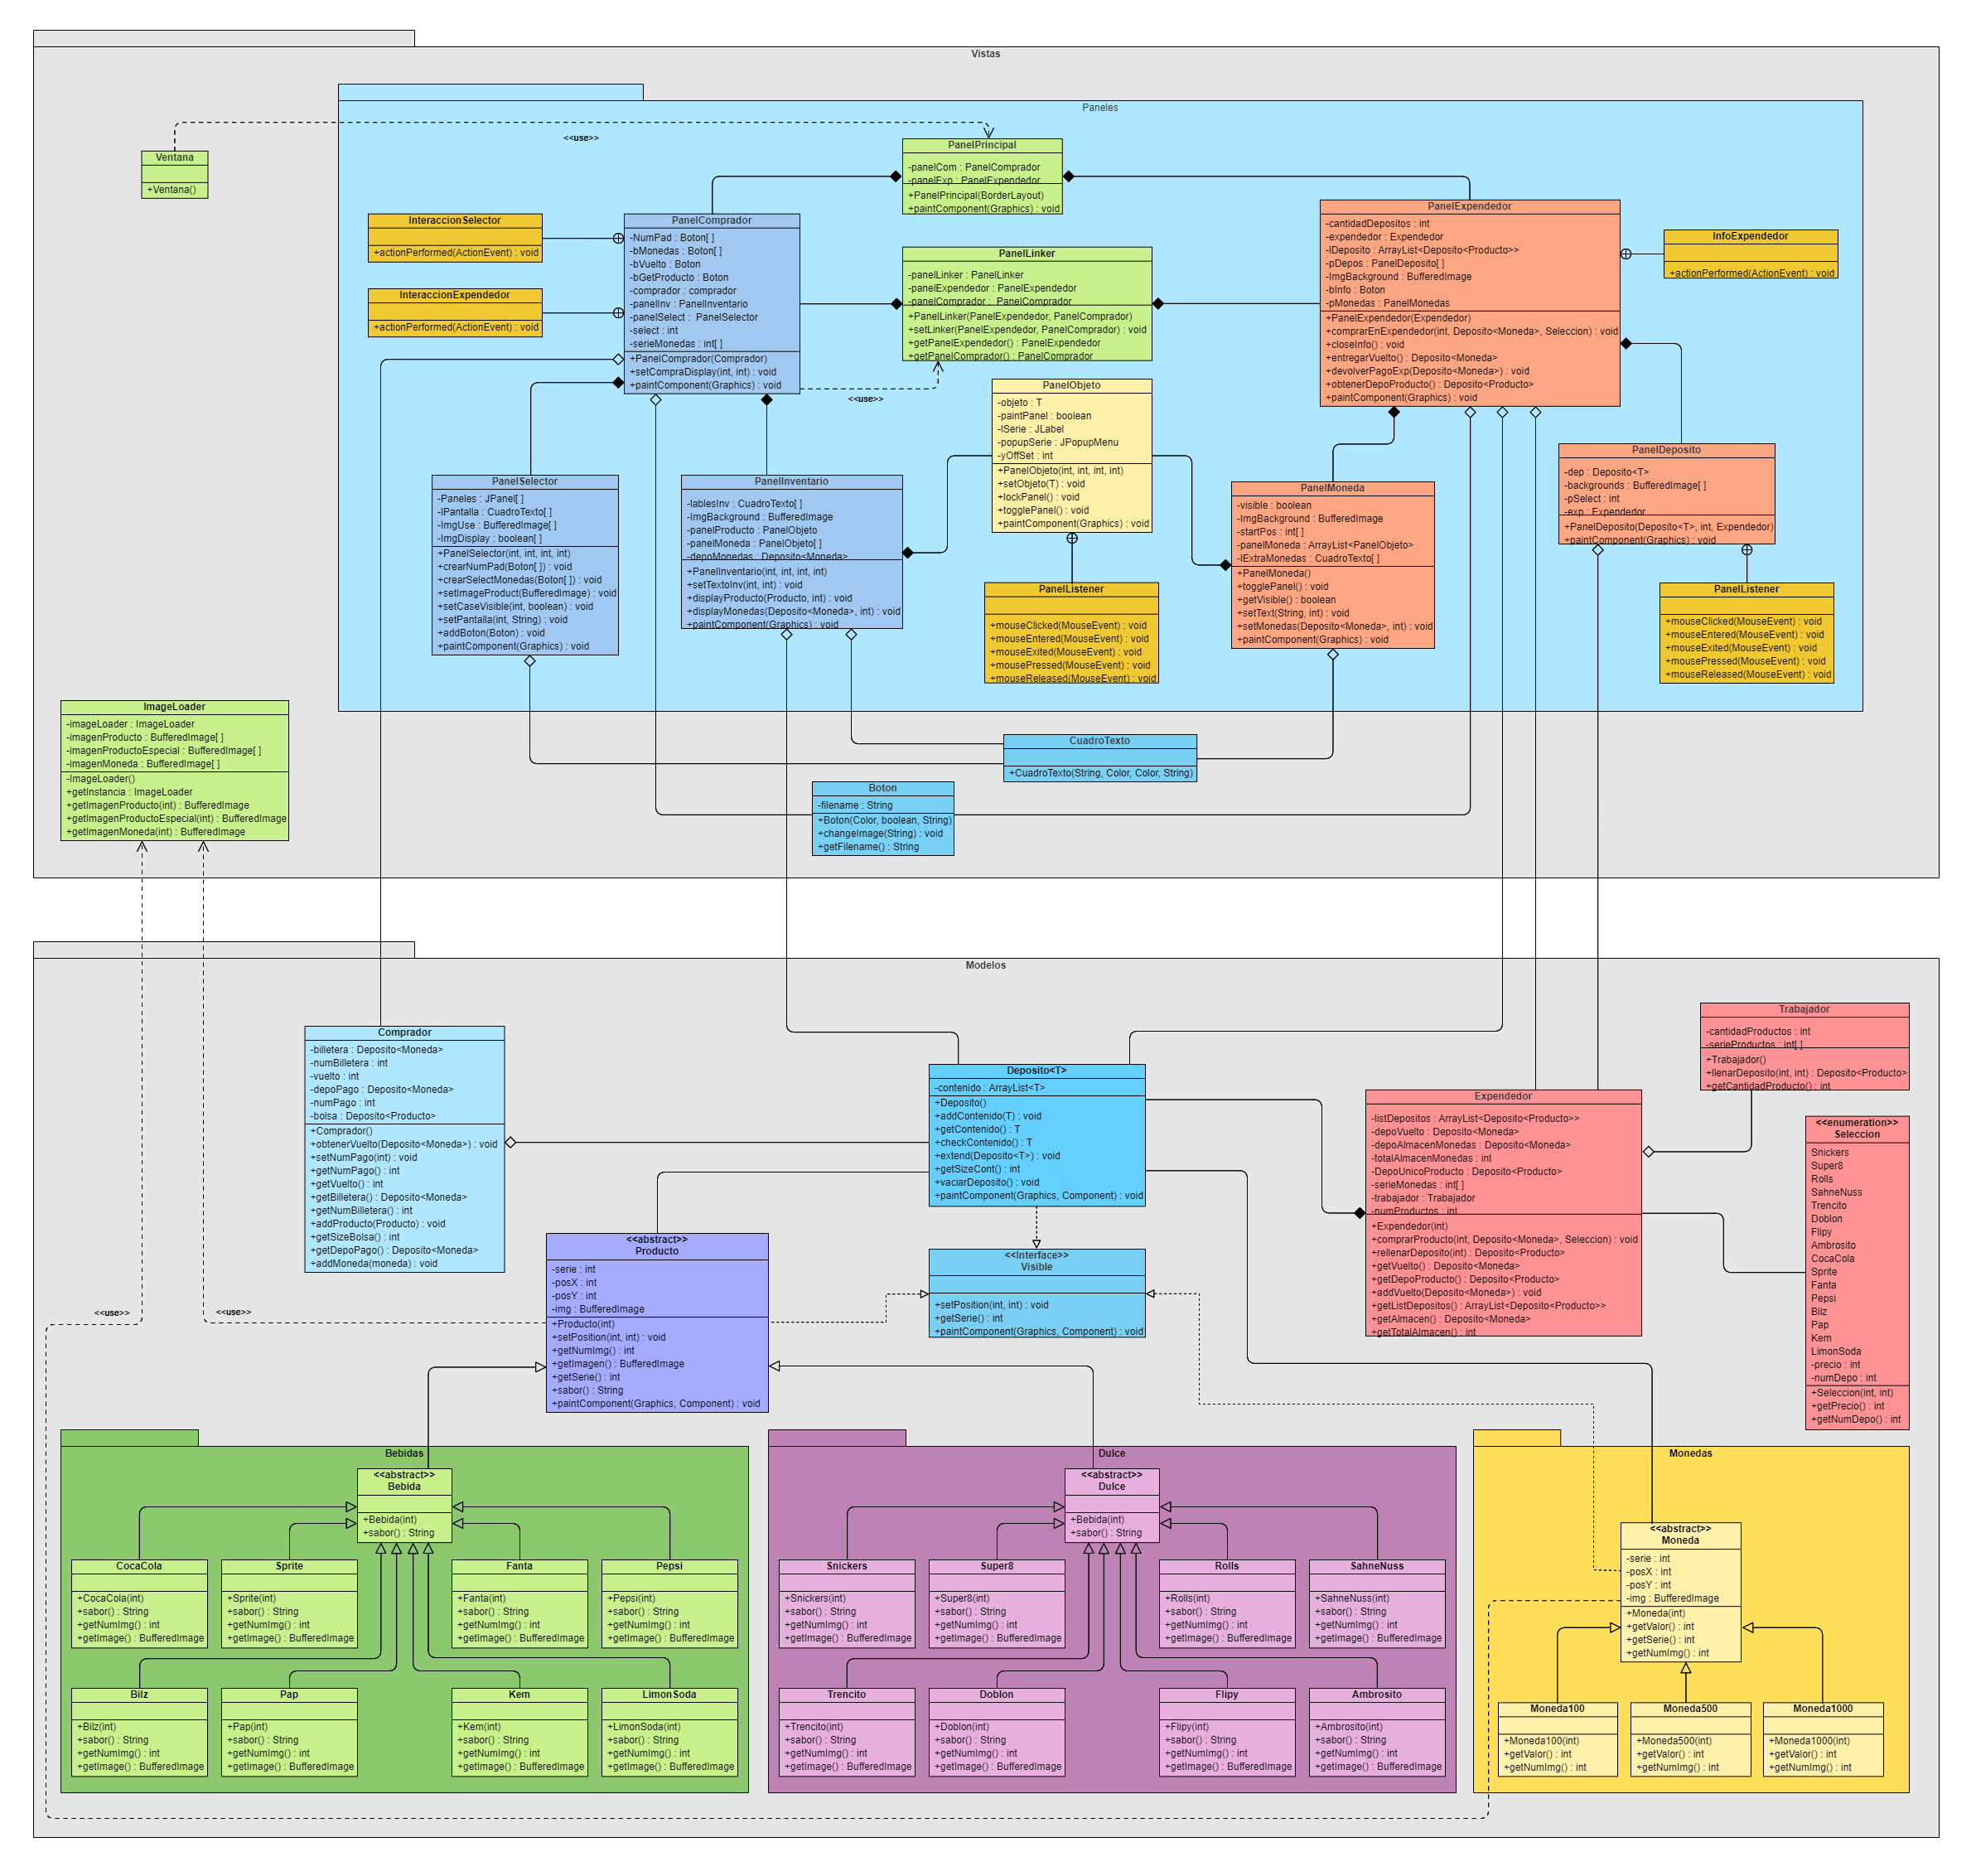 Vistas
Paneles
<<use>>
Ventana
+Ventana()
PanelPrincipal
-panelCom : PanelComprador
-panelExp : PanelExpendedor
+PanelPrincipal(BorderLayout)
+paintComponent(Graphics) : void
InteraccionSelector
+actionPerformed(ActionEvent) : void
InteraccionExpendedor
+actionPerformed(ActionEvent) : void
PanelComprador
-NumPad : Boton[ ]
-bMonedas : Boton[ ]
-bVuelto : Boton
-bGetProducto : Boton
-comprador : comprador
-panelInv : PanelInventario
-panelSelect :  PanelSelector
-select : int
-serieMonedas : int[ ]
+PanelComprador(Comprador)
+setCompraDisplay(int, int) : void
+paintComponent(Graphics) : void
PanelLinker
-panelLinker : PanelLinker
-panelExpendedor : PanelExpendedor
-panelComprador :  PanelComprador
+PanelLinker(PanelExpendedor, PanelComprador)
+setLinker(PanelExpendedor, PanelComprador) : void
+getPanelExpendedor() : PanelExpendedor
+getPanelComprador() : PanelComprador
<<use>>
PanelExpendedor
-cantidadDepositos : int
-expendedor : Expendedor
-lDeposito : ArrayList<Deposito<Producto>>
-pDepos : PanelDeposito[ ]
-ImgBackground : BufferedImage
-bInfo : Boton
-pMonedas : PanelMonedas
+PanelExpendedor(Expendedor)
+comprarEnExpendedor(int, Deposito<Moneda>, Seleccion) : void
+closeInfo() : void
+entregarVuelto() : Deposito<Moneda>
+devolverPagoExp(Deposito<Moneda>) : void
+obtenerDepoProducto() : Deposito<Producto>
+paintComponent(Graphics) : void
InfoExpendedor
+actionPerformed(ActionEvent) : void
PanelObjeto
-objeto : T
-paintPanel : boolean
-lSerie : JLabel
-popupSerie : JPopupMenu
-yOffSet : int
+PanelObjeto(int, int, int, int)
+setObjeto(T) : void
+lockPanel() : void
+togglePanel() : void
+paintComponent(Graphics) : void
PanelSelector
-Paneles : JPanel[ ]
-lPantalla : CuadroTexto[ ]
-ImgUse : BufferedImage[ ]
-ImgDisplay : boolean[ ]
+PanelSelector(int, int, int, int)
+crearNumPad(Boton[ ]) : void
+crearSelectMonedas(Boton[ ]) : void
+setImageProduct(BufferedImage) : void
+setCaseVisible(int, boolean) : void
+setPantalla(int, String) : void
+addBoton(Boton) : void
+paintComponent(Graphics) : void
PanelInventario
-lablesInv : CuadroTexto[ ]
-ImgBackground : BufferedImage
-panelProducto : PanelObjeto
-panelMoneda : PanelObjeto[ ]
-depoMonedas : Deposito<Moneda>
+PanelInventario(int, int, int, int)
+setTextoInv(int, int) : void
+displayProducto(Producto, int) : void
+displayMonedas(Deposito<Moneda>, int) : void
+paintComponent(Graphics) : void
PanelListener
+mouseClicked(MouseEvent) : void
+mouseEntered(MouseEvent) : void
+mouseExited(MouseEvent) : void
+mousePressed(MouseEvent) : void
+mouseReleased(MouseEvent) : void
PanelMoneda
-visible : boolean
-ImgBackground : BufferedImage
-startPos : int[ ]
-panelMoneda : ArrayList<PanelObjeto>
-lExtraMonedas : CuadroTexto[ ]
+PanelMoneda()
+togglePanel() : void
+getVisible() : boolean
+setText(String, int) : void
+setMonedas(Deposito<Moneda>, int) : void
+paintComponent(Graphics) : void
PanelDeposito
-dep : Deposito<T>
-backgrounds : BufferedImage[ ]
-pSelect : int
-exp : Expendedor
+PanelDeposito(Deposito<T>, int, Expendedor)
+paintComponent(Graphics) : void
PanelListener
+mouseClicked(MouseEvent) : void
+mouseEntered(MouseEvent) : void
+mouseExited(MouseEvent) : void
+mousePressed(MouseEvent) : void
+mouseReleased(MouseEvent) : void
ImageLoader
-imageLoader : ImageLoader
-imagenProducto : BufferedImage[ ]
-imagenProductoEspecial : BufferedImage[ ]
-imagenMoneda : BufferedImage[ ]
-ImageLoader()
+getInstancia : ImageLoader
+getImagenProducto(int) : BufferedImage
+getImagenProductoEspecial(int) : BufferedImage
+getImagenMoneda(int) : BufferedImage
CuadroTexto
+CuadroTexto(String, Color, Color, String)
Boton
-filename : String
+Boton(Color, boolean, String)
+changeImage(String) : void
+getFilename() : String
Modelos
Comprador
-billetera : Deposito<Moneda>
-numBilletera : int
-vuelto : int
-depoPago : Deposito<Moneda>
-numPago : int
-bolsa : Deposito<Producto>
+Comprador()
+obtenerVuelto(Deposito<Moneda>) : void
+setNumPago(int) : void
+getNumPago() : int
+getVuelto() : int
+getBilletera() : Deposito<Moneda>
+getNumBilletera() : int
+addProducto(Producto) : void
+getSizeBolsa() : int
+getDepoPago() : Deposito<Moneda>
+addMoneda(moneda) : void
Deposito<T>
-contenido : ArrayList<T>
+Deposito()
+addContenido(T) : void
+getContenido() : T
+checkContenido() : T
+extend(Deposito<T>) : void
+getSizeCont() : int
+vaciarDeposito() : void
+paintComponent(Graphics, Component) : void
Trabajador
-cantidadProductos : int
-serieProductos : int[ ]
+Trabajador()
+llenarDeposito(int, int) : Deposito<Producto>
+getCantidadProducto() : int
Expendedor
-listDepositos : ArrayList<Deposito<Producto>>
-depoVuelto : Deposito<Moneda>
-depoAlmacenMonedas : Deposito<Moneda>
-totalAlmacenMonedas : int
-DepoUnicoProducto : Deposito<Producto>
-serieMonedas : int[ ]
-trabajador : Trabajador
-numProductos : int
+Expendedor(int)
+comprarProducto(int, Deposito<Moneda>, Seleccion) : void
+rellenarDeposito(int) : Deposito<Producto>
+getVuelto() : Deposito<Moneda>
+getDepoProducto() : Deposito<Producto>
+addVuelto(Deposito<Moneda>) : void
+getListDepositos() : ArrayList<Deposito<Producto>>
+getAlmacen() : Deposito<Moneda>
+getTotalAlmacen() : int
<<enumeration>>
Seleccion
Snickers
Super8
Rolls
SahneNuss
Trencito
Doblon
Flipy
Ambrosito
CocaCola
Sprite
Fanta
Pepsi
Bilz
Pap
Kem
LimonSoda
-precio : int
-numDepo : int
+Seleccion(int, int)
+getPrecio() : int
+getNumDepo() : int
<<abstract>>
Producto
-serie : int
-posX : int
-posY : int
-img : BufferedImage
+Producto(int)
+setPosition(int, int) : void
+getNumImg() : int
+getImagen() : BufferedImage
+getSerie() : int
+sabor() : String
+paintComponent(Graphics, Component) : void
<<Interface>>
Visible
+setPosition(int, int) : void
+getSerie() : int
+paintComponent(Graphics, Component) : void
<<use>>
<<use>>
Bebidas
<<abstract>>
Bebida
+Bebida(int)
+sabor() : String
CocaCola
+CocaCola(int)
+sabor() : String
+getNumImg() : int
+getImage() : BufferedImage
Sprite
+Sprite(int)
+sabor() : String
+getNumImg() : int
+getImage() : BufferedImage
Fanta
+Fanta(int)
+sabor() : String
+getNumImg() : int
+getImage() : BufferedImage
Pepsi
+Pepsi(int)
+sabor() : String
+getNumImg() : int
+getImage() : BufferedImage
Bilz
+Bilz(int)
+sabor() : String
+getNumImg() : int
+getImage() : BufferedImage
Pap
+Pap(int)
+sabor() : String
+getNumImg() : int
+getImage() : BufferedImage
Kem
+Kem(int)
+sabor() : String
+getNumImg() : int
+getImage() : BufferedImage
LimonSoda
+LimonSoda(int)
+sabor() : String
+getNumImg() : int
+getImage() : BufferedImage
Dulce
<<abstract>>
Dulce
+Bebida(int)
+sabor() : String
Snickers
+Snickers(int)
+sabor() : String
+getNumImg() : int
+getImage() : BufferedImage
Super8
+Super8(int)
+sabor() : String
+getNumImg() : int
+getImage() : BufferedImage
Rolls
+Rolls(int)
+sabor() : String
+getNumImg() : int
+getImage() : BufferedImage
SahneNuss
+SahneNuss(int)
+sabor() : String
+getNumImg() : int
+getImage() : BufferedImage
Trencito
+Trencito(int)
+sabor() : String
+getNumImg() : int
+getImage() : BufferedImage
Doblon
+Doblon(int)
+sabor() : String
+getNumImg() : int
+getImage() : BufferedImage
Flipy
+Flipy(int)
+sabor() : String
+getNumImg() : int
+getImage() : BufferedImage
Ambrosito
+Ambrosito(int)
+sabor() : String
+getNumImg() : int
+getImage() : BufferedImage
Monedas
<<abstract>>
Moneda
-serie : int
-posX : int
-posY : int
-img : BufferedImage
+Moneda(int)
+getValor() : int
+getSerie() : int
+getNumImg() : int
Moneda100
+Moneda100(int)
+getValor() : int
+getNumImg() : int
Moneda500
+Moneda500(int)
+getValor() : int
+getNumImg() : int
Moneda1000
+Moneda1000(int)
+getValor() : int
+getNumImg() : int